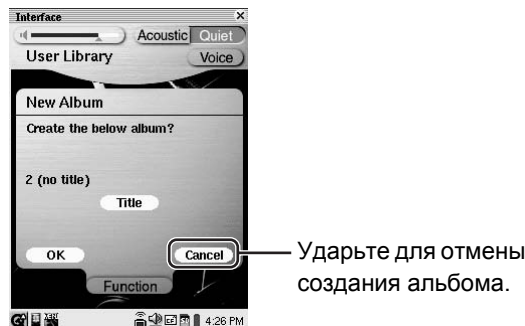 Interface ×
Acoustic Quiet
User Library Voice
New Album
Create the below album?
2 (no title)
Title
OK Cancel
Function
4:26 PM
Ударьте для отмены
создания альбома.